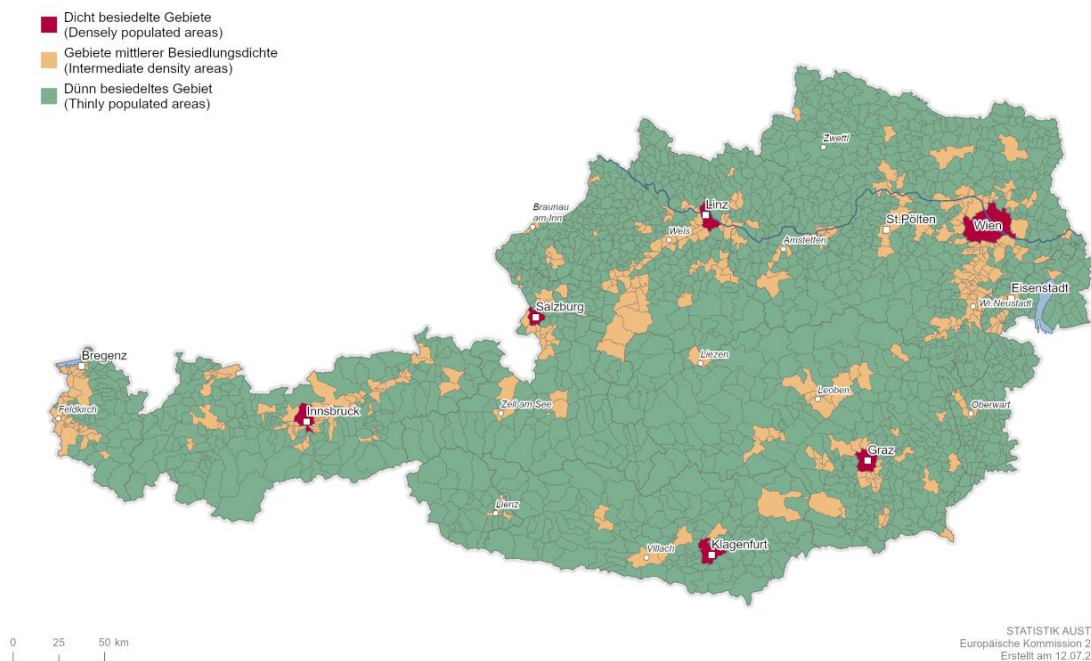 Dicht besiedelte Gebiete
(Densely populated areas)
Gebiete mittlerer Besiedlungsdichte
(Intermediate density areas)
Dünn besiedeltes Gebiet
(Thinly populated areas)
Zwettl
Braunau
am Inn
Linz
Wels
Amstetten
St.Pölten
Wien
Salzburg
Eisenstadt
Wr.Neustadt
Bregenz
Liezen
Feldkirch
Innsbruck
Zell am See
Leoben
Oberwart
Graz
Lienz
Villach
Klagenfurt
0 25 50 km
STATISTIK AUST
Europäische Kommission 2
Erstellt am 12.07.2